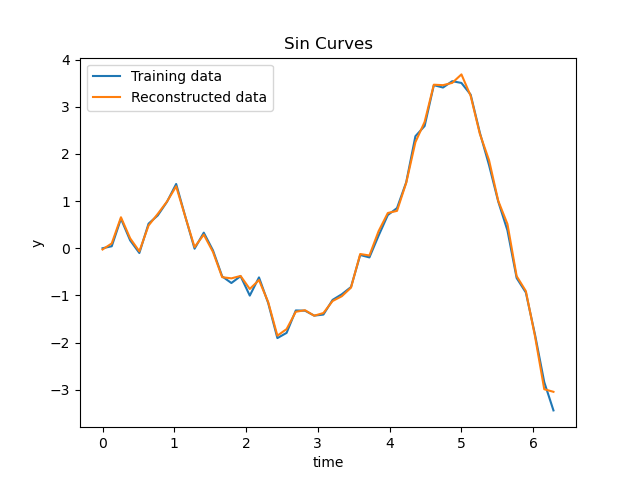 Sin Curves
Training data
Reconstructed data
y
4
3
2
1
0
−1
−2
−3
0 1 2 3 4 5 6
time